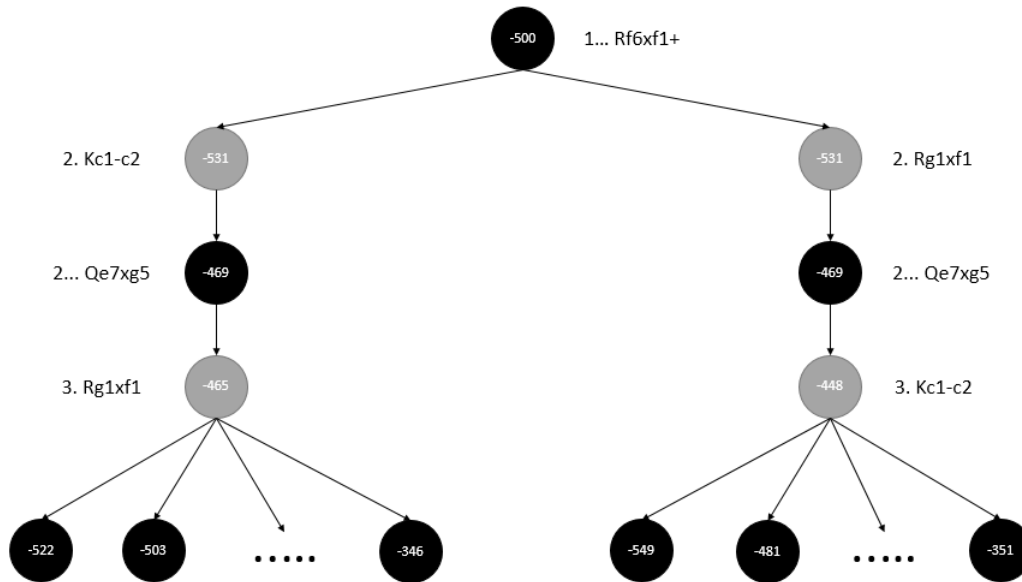 -500 1... Rf6xf1+
2. Kc1-c2 -531 -531 2. Rg1xf1
2... Qe7xg5 -469 -469 2... Qe7xg5
3. Rg1xf1 -465 -448 3. Kc1-c2
-522 -503 ..... -346 -549 -481 ..... -351